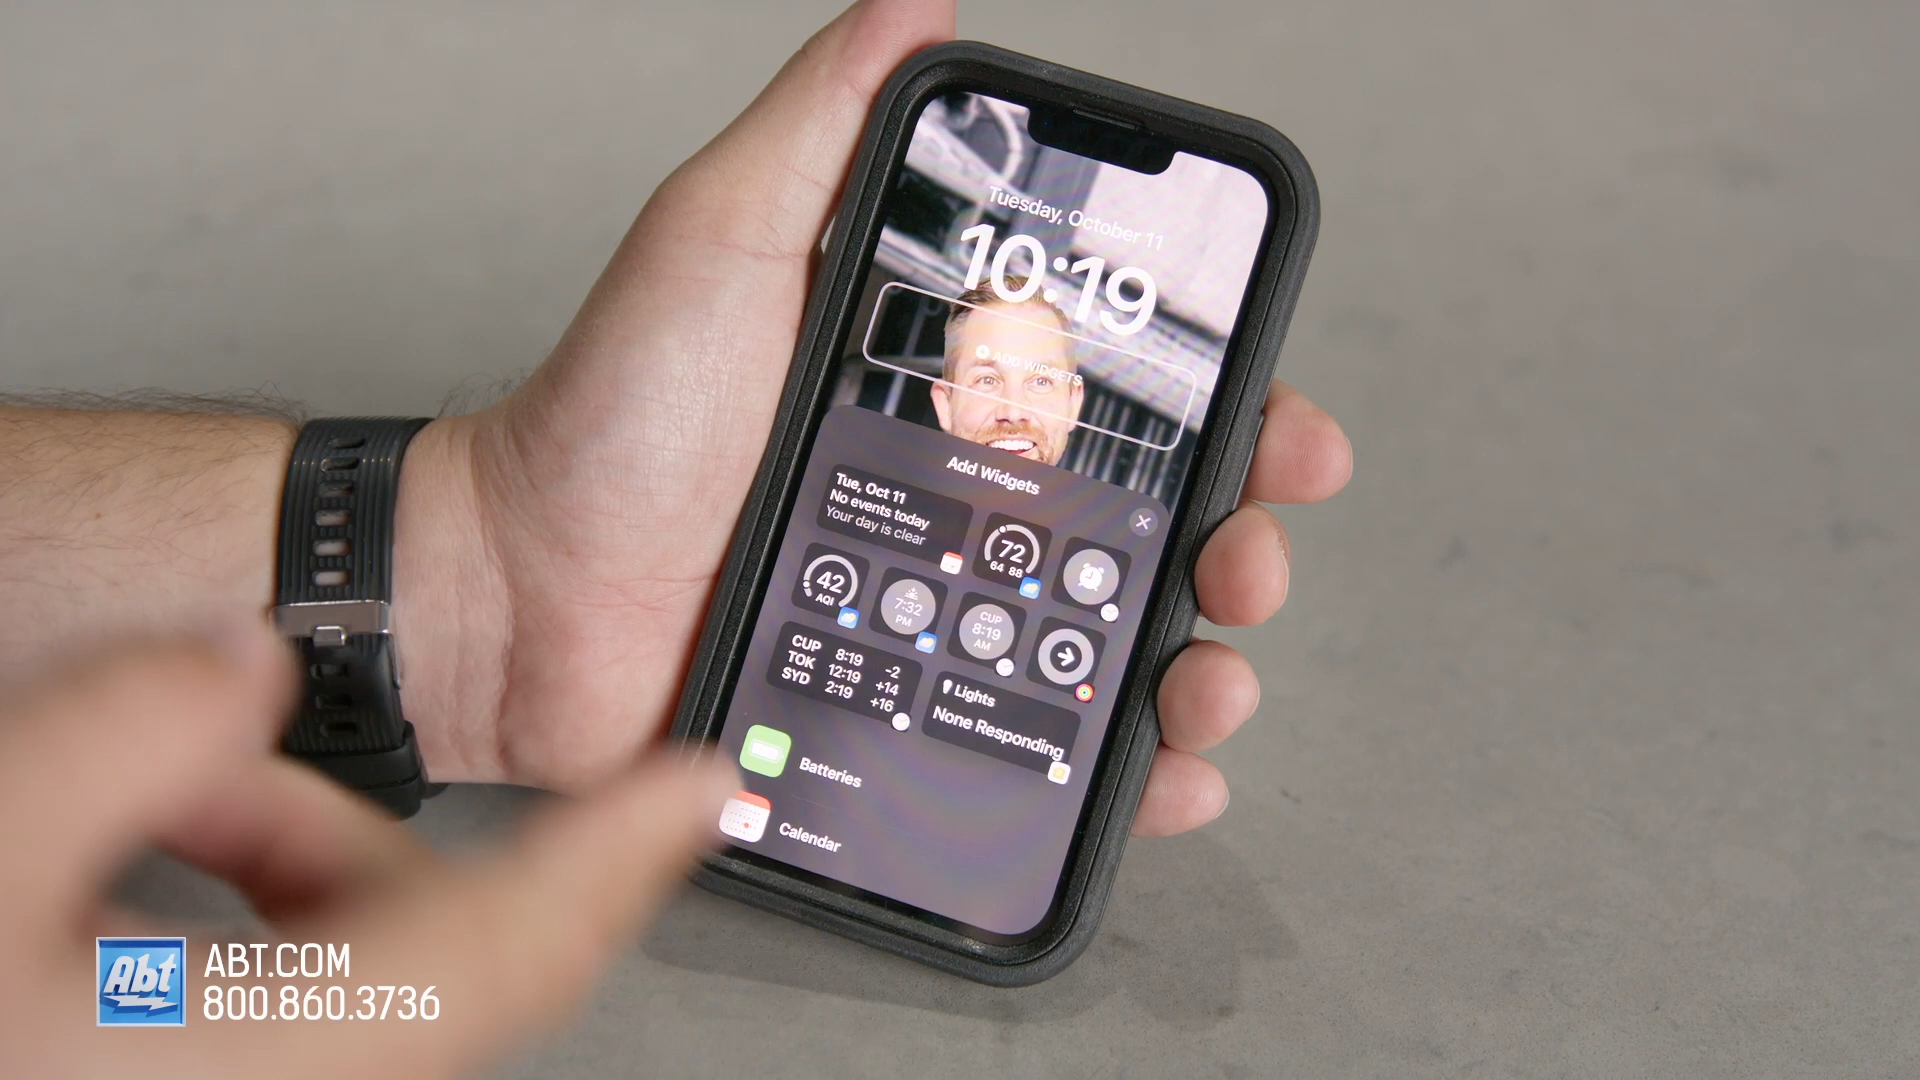 Tuesday, October 11
10:19
ADD WIDGETS
Add Widgets
Tue, Oct 11
No events today
Your day is clear
72
64 88
42
AQI
7:32
PM
CUP
8:19
AM
CUP 8:19 -2
TOK 12:19 +14
SYD 2:19 +16
Lights
None Responding
Batteries
Calendar
Abt
ABT.COM
800.860.3736